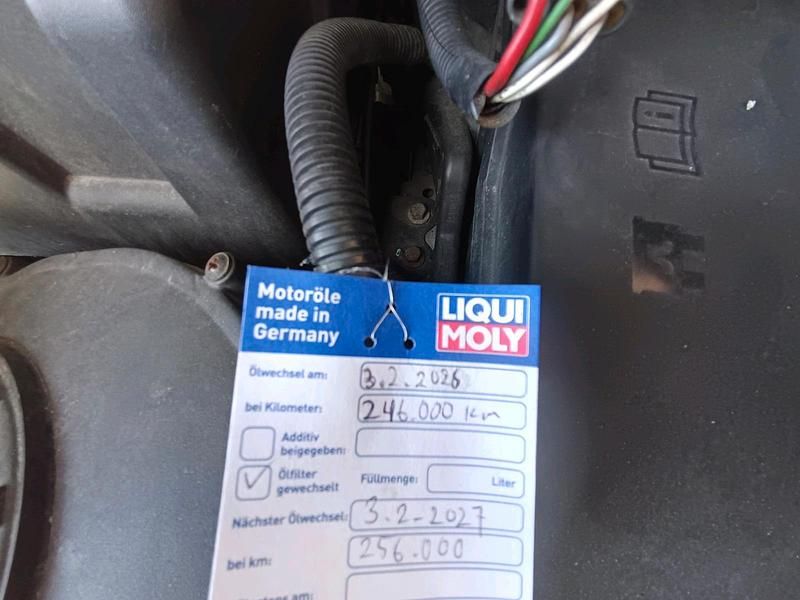 Motoröle
made in
Germany
LIQUI
MOLY
Ölwechsel am: 3.2.2026
bei Kilometer: 246.000 km
Additiv
beigegeben:
Ölfilter
gewechselt
Füllmenge: Liter
Nächster Ölwechsel: 3.2-2027
bei km: 256.000
am: